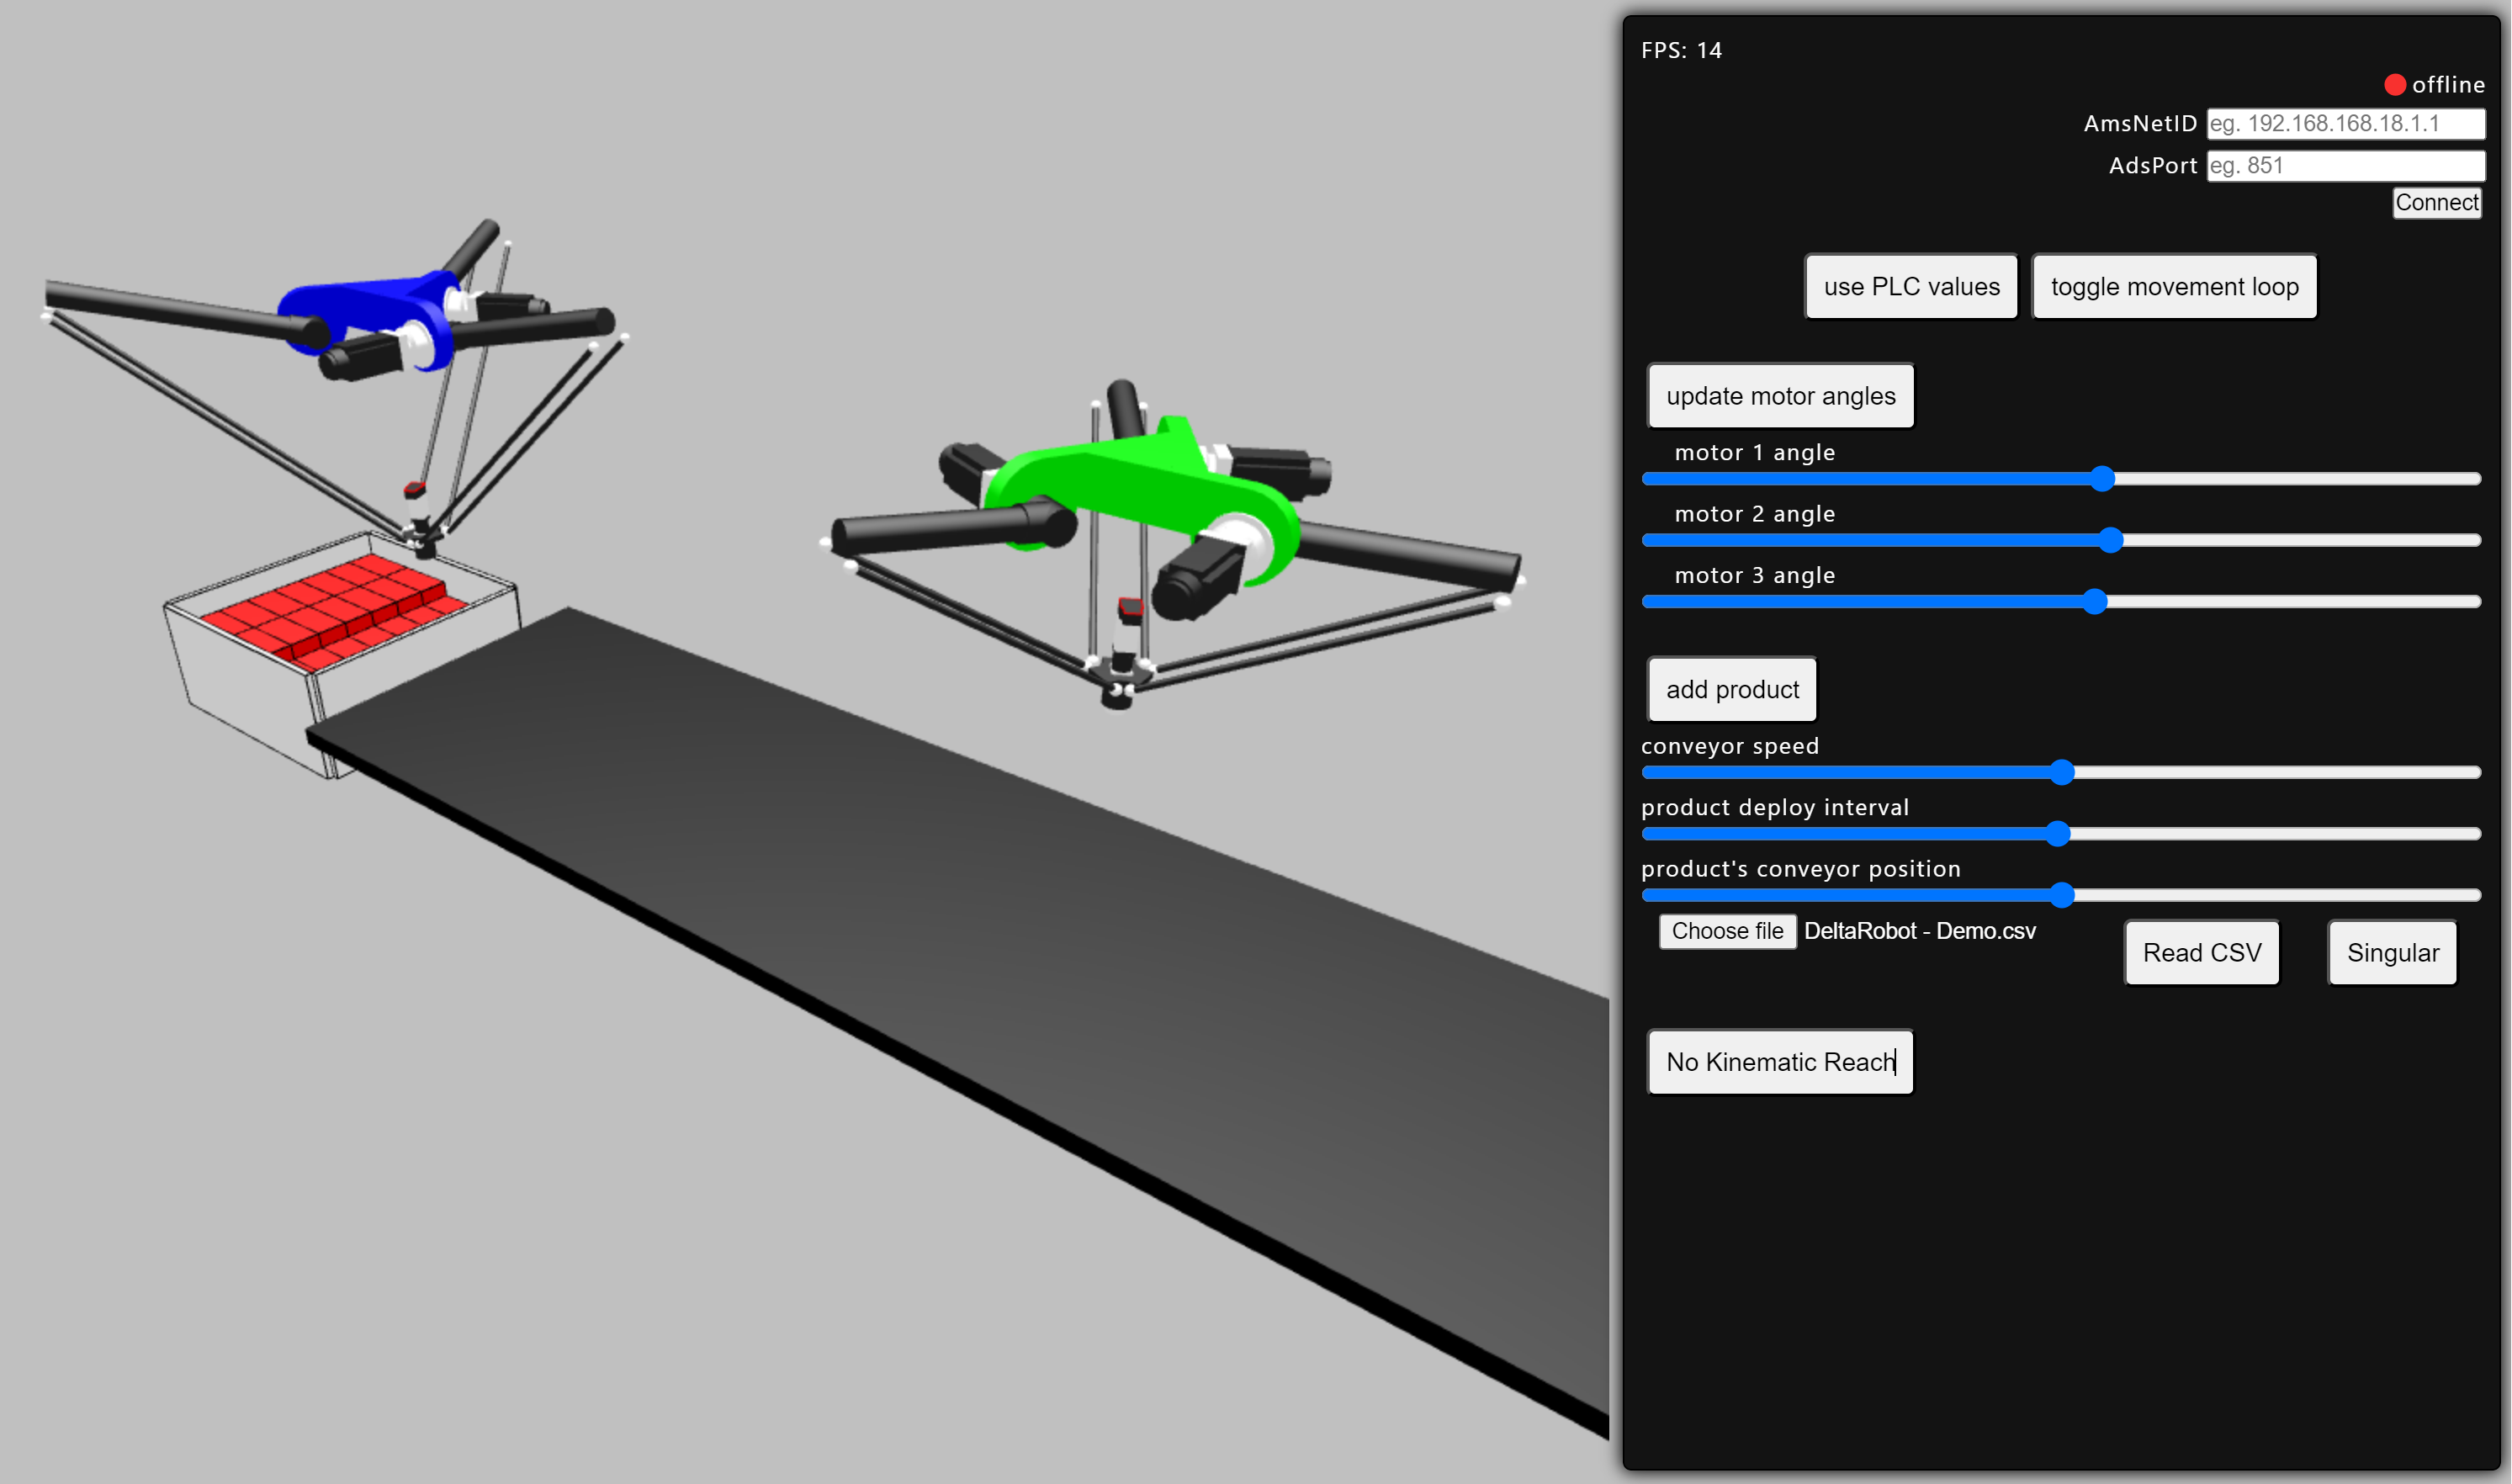 FPS: 14
offline
AmsNetID eg. 192.168.168.18.1.1
AdsPort eg. 851
Connect
use PLC values toggle movement loop
update motor angles
motor 1 angle
motor 2 angle
motor 3 angle
add product
conveyor speed
product deploy interval
product's conveyor position
Choose file DeltaRobot - Demo.csv
Read CSV Singular
No Kinematic Reach